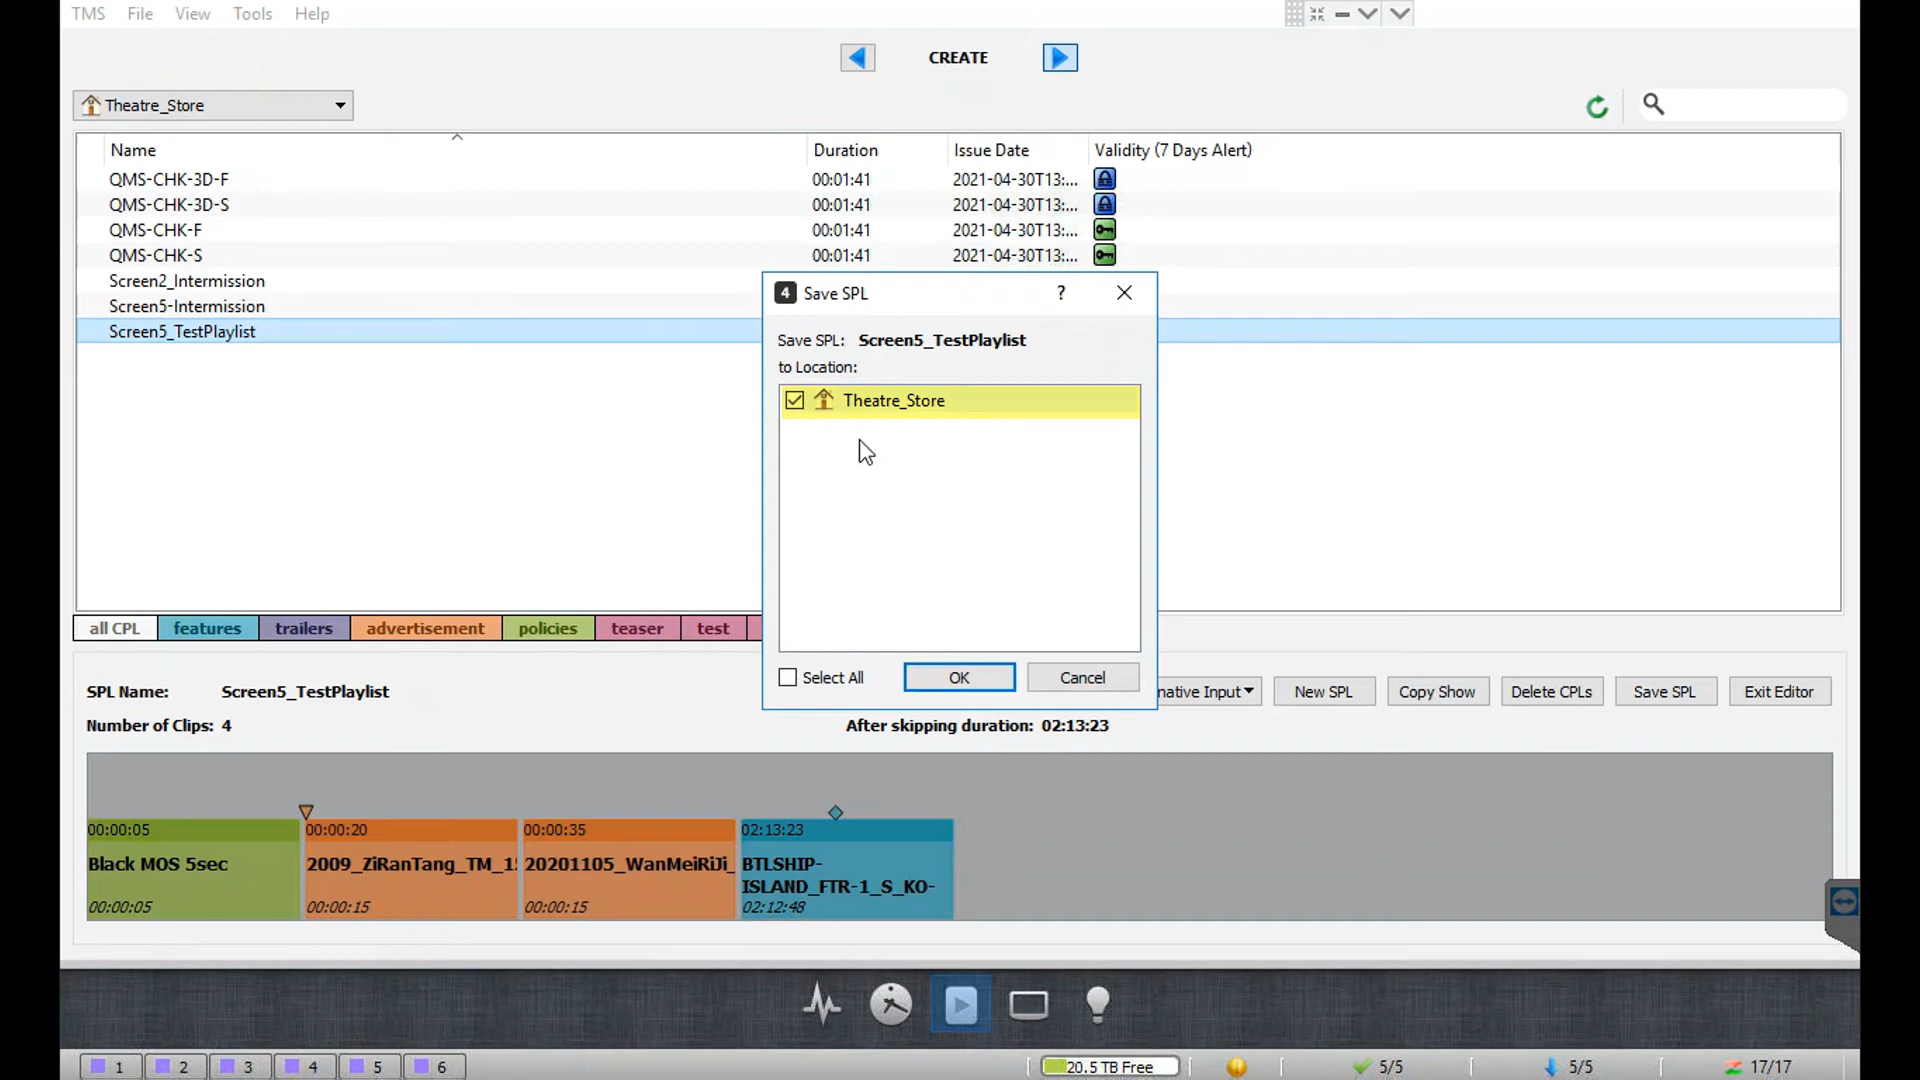 TMS File View Tools Help
CREATE
Theatre_Store
Name Duration Issue Date Validity (7 Days Alert)
QMS-CHK-3D-F 00:01:41 2021-04-30T13:...
QMS-CHK-3D-S 00:01:41 2021-04-30T13:...
QMS-CHK-F 00:01:41 2021-04-30T13:...
QMS-CHK-S 00:01:41 2021-04-30T13:...
Screen2_Intermission
Screen5-Intermission
Screen5_TestPlaylist
4 Save SPL ?
Save SPL: Screen5_TestPlaylist
to Location:
Theatre_Store
Select All OK Cancel
all CPL features trailers advertisement policies teaser test
SPL Name: Screen5_TestPlaylist
native Input New SPL Copy Show Delete CPLs Save SPL Exit Editor
Number of Clips: 4 After skipping duration: 02:13:23
00:00:05 00:00:20 00:00:35 02:13:23
Black MOS 5sec 2009_ZiRanTang_TM_15 20201105_WanMeiRiJi_ BTLSHIP-
ISLAND_FTR-1_S_KO-
00:00:05 00:00:15 00:00:15 02:12:48
1 2 3 4 5 6 20.5 TB Free 5/5 5/5 17/17